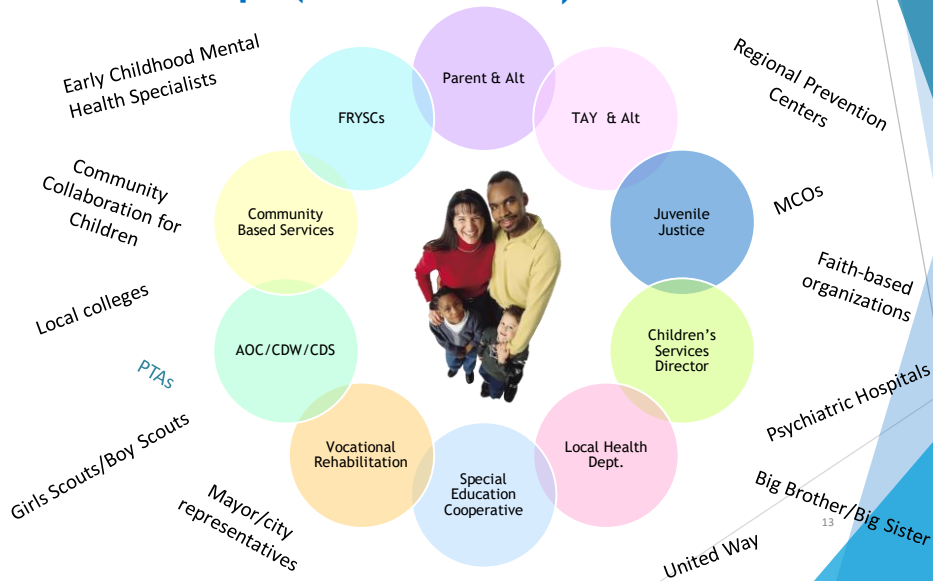 Early Childhood Mental
Health Specialists
Parent & Alt
FRYSCs
TAY & Alt
Regional Prevention
Centers
Community
Collaboration for
Children
Community
Based Services
Juvenile
Justice
MCOs
Faith-based
organizations
Local colleges
AOC/CDW/CDS
Children's
Services
Director
PTAs
Psychiatric Hospitals
Girls Scouts/Boy Scouts
Vocational
Rehabilitation
Special
Education
Cooperative
Local Health
Dept.
Mayor/city
representatives
Big Brother/Big Sister
13
United Way